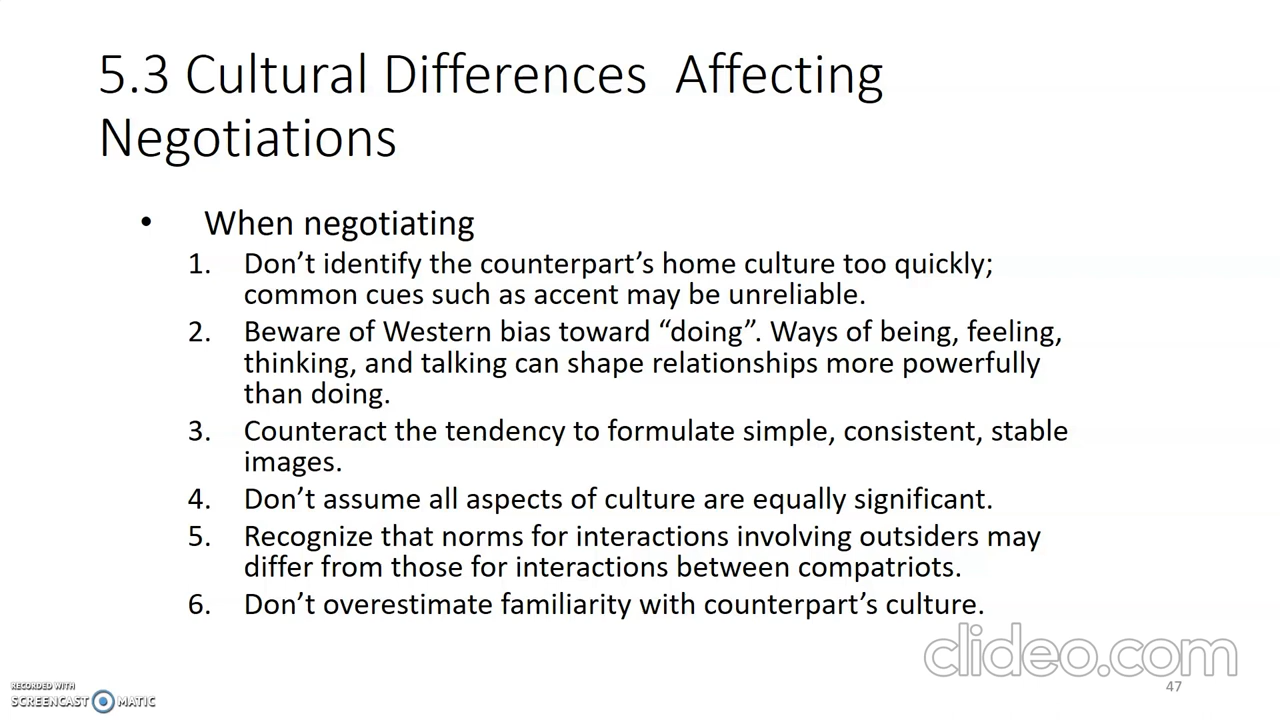 5.3 Cultural Differences  Affecting
Negotiations
• When negotiating
1. Don’t identify the counterpart’s home culture too quickly;
common cues such as accent may be unreliable.
2. Beware of Western bias toward “doing”. Ways of being, feeling,
thinking, and talking can shape relationships more powerfully
than doing.
3. Counteract the tendency to formulate simple, consistent, stable
images.
4. Don’t assume all aspects of culture are equally significant.
5. Recognize that norms for interactions involving outsiders may
differ from those for interactions between compatriots.
6. Don’t overestimate familiarity with counterpart’s culture.
clideo.com
47
RECORDED WITH
SCREENCAST MATIC